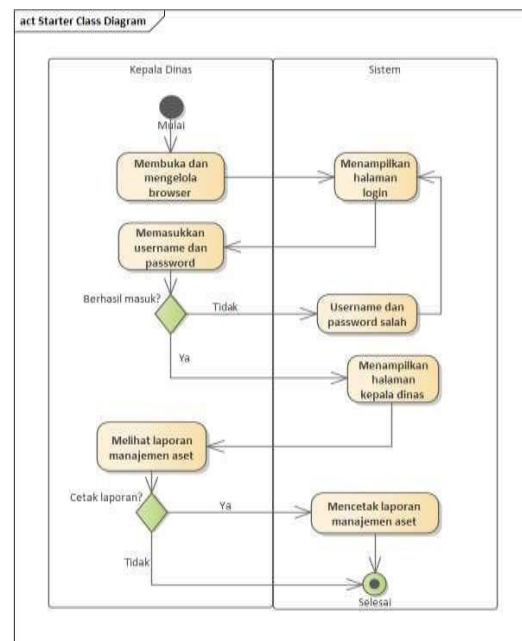 act Starter Class Diagram
Kepala Dinas
Sistem
Mulai
Membuka dan
mengelola
browser
Menampilkan
halaman
login
Memasukkan
username dan
password
Berhasil masuk?
Tidak
Username dan
password salah
Ya
Menampilkan
halaman
kepala dinas
Melihat laporan
manajemen aset
Cetak laporan?
Ya
Mencetak laporan
manajemen aset
Tidak
Selesai